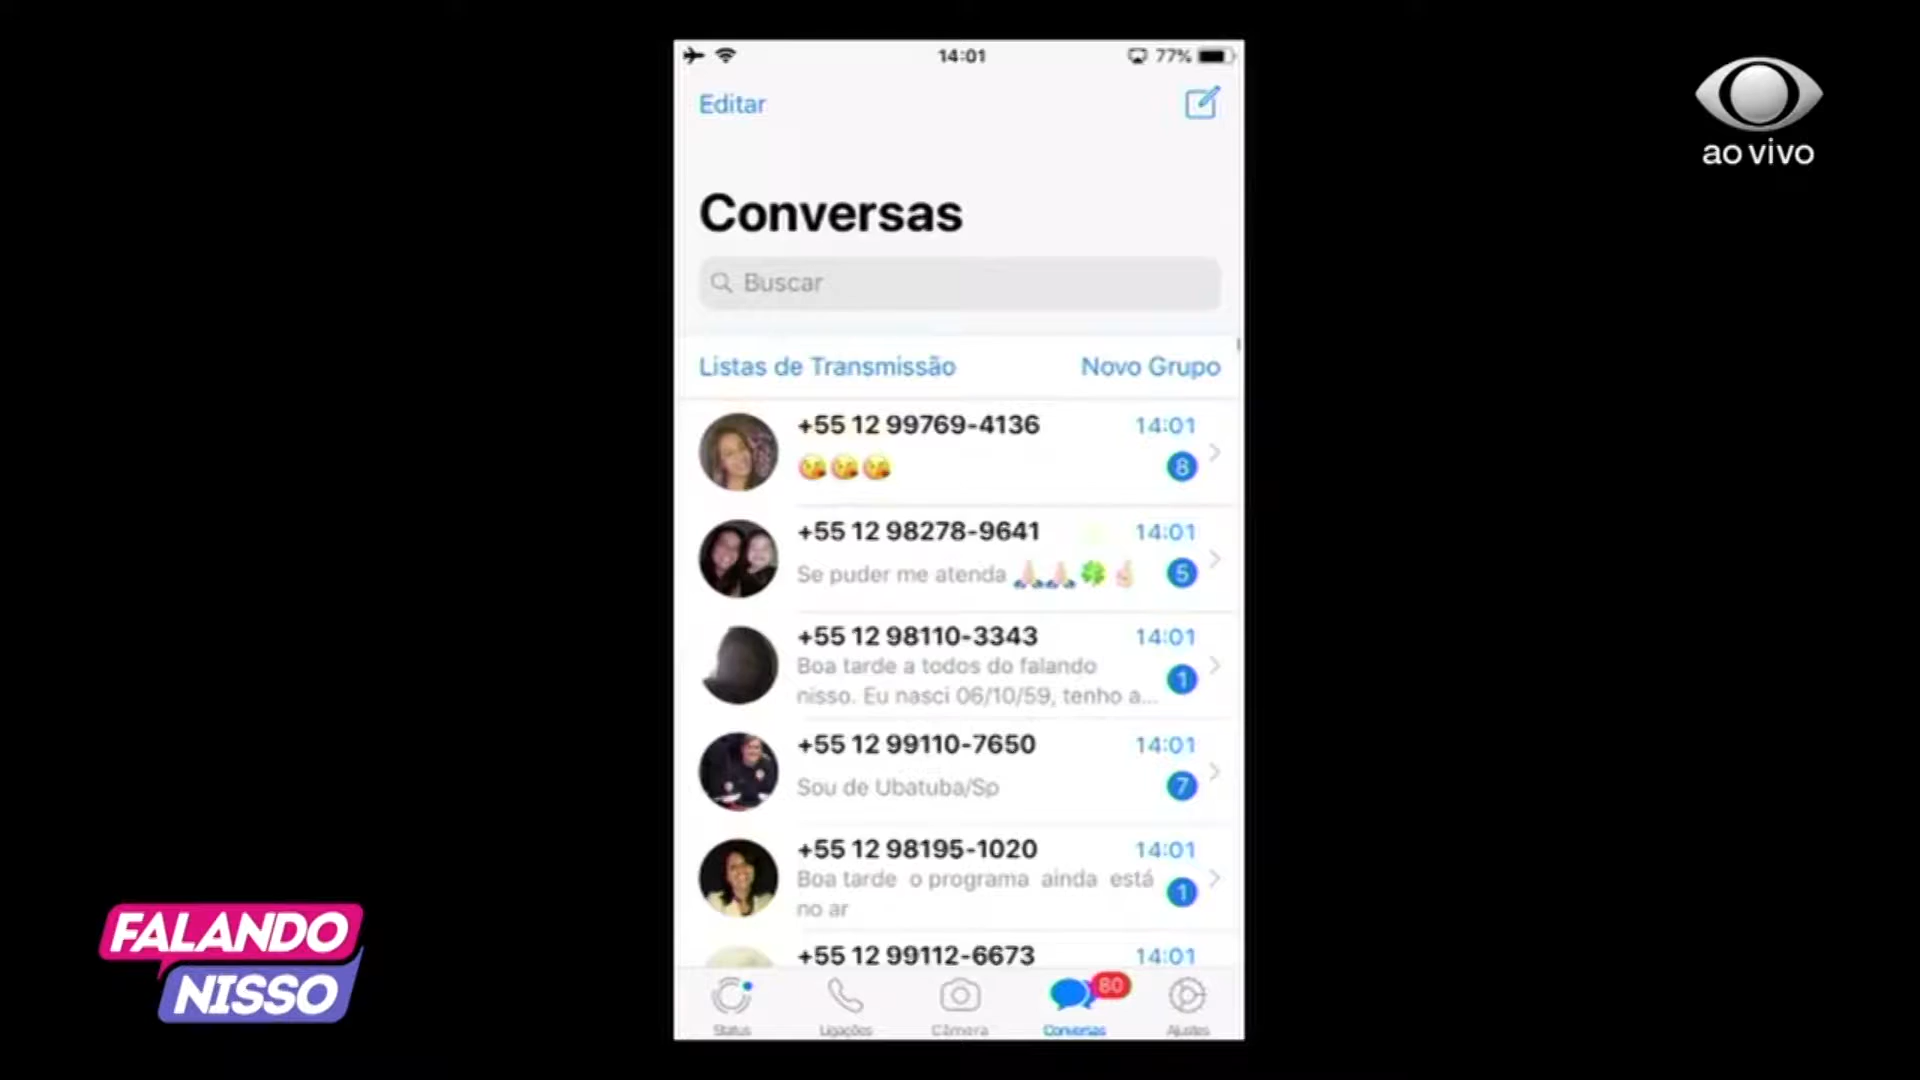 14:01
77%
Editar
ao vivo
Conversas
Buscar
Listas de Transmissão
Novo Grupo
+55 12 99769-4136
14:01
8
+55 12 98278-9641
14:01
Se puder me atenda 🙏🏻🙏🏻🍀🤞🏻
5
+55 12 98110-3343
14:01
Boa tarde a todos do falando
nisso. Eu nasci 06/10/59, tenho a...
1
+55 12 99110-7650
14:01
Sou de Ubatuba/Sp
7
+55 12 98195-1020
14:01
Boa tarde o programa ainda está
no ar
1
+55 12 99112-6673
14:01
80
Status
Ligações
Câmera
Conversas
Ajustes
FALANDO
NISSO